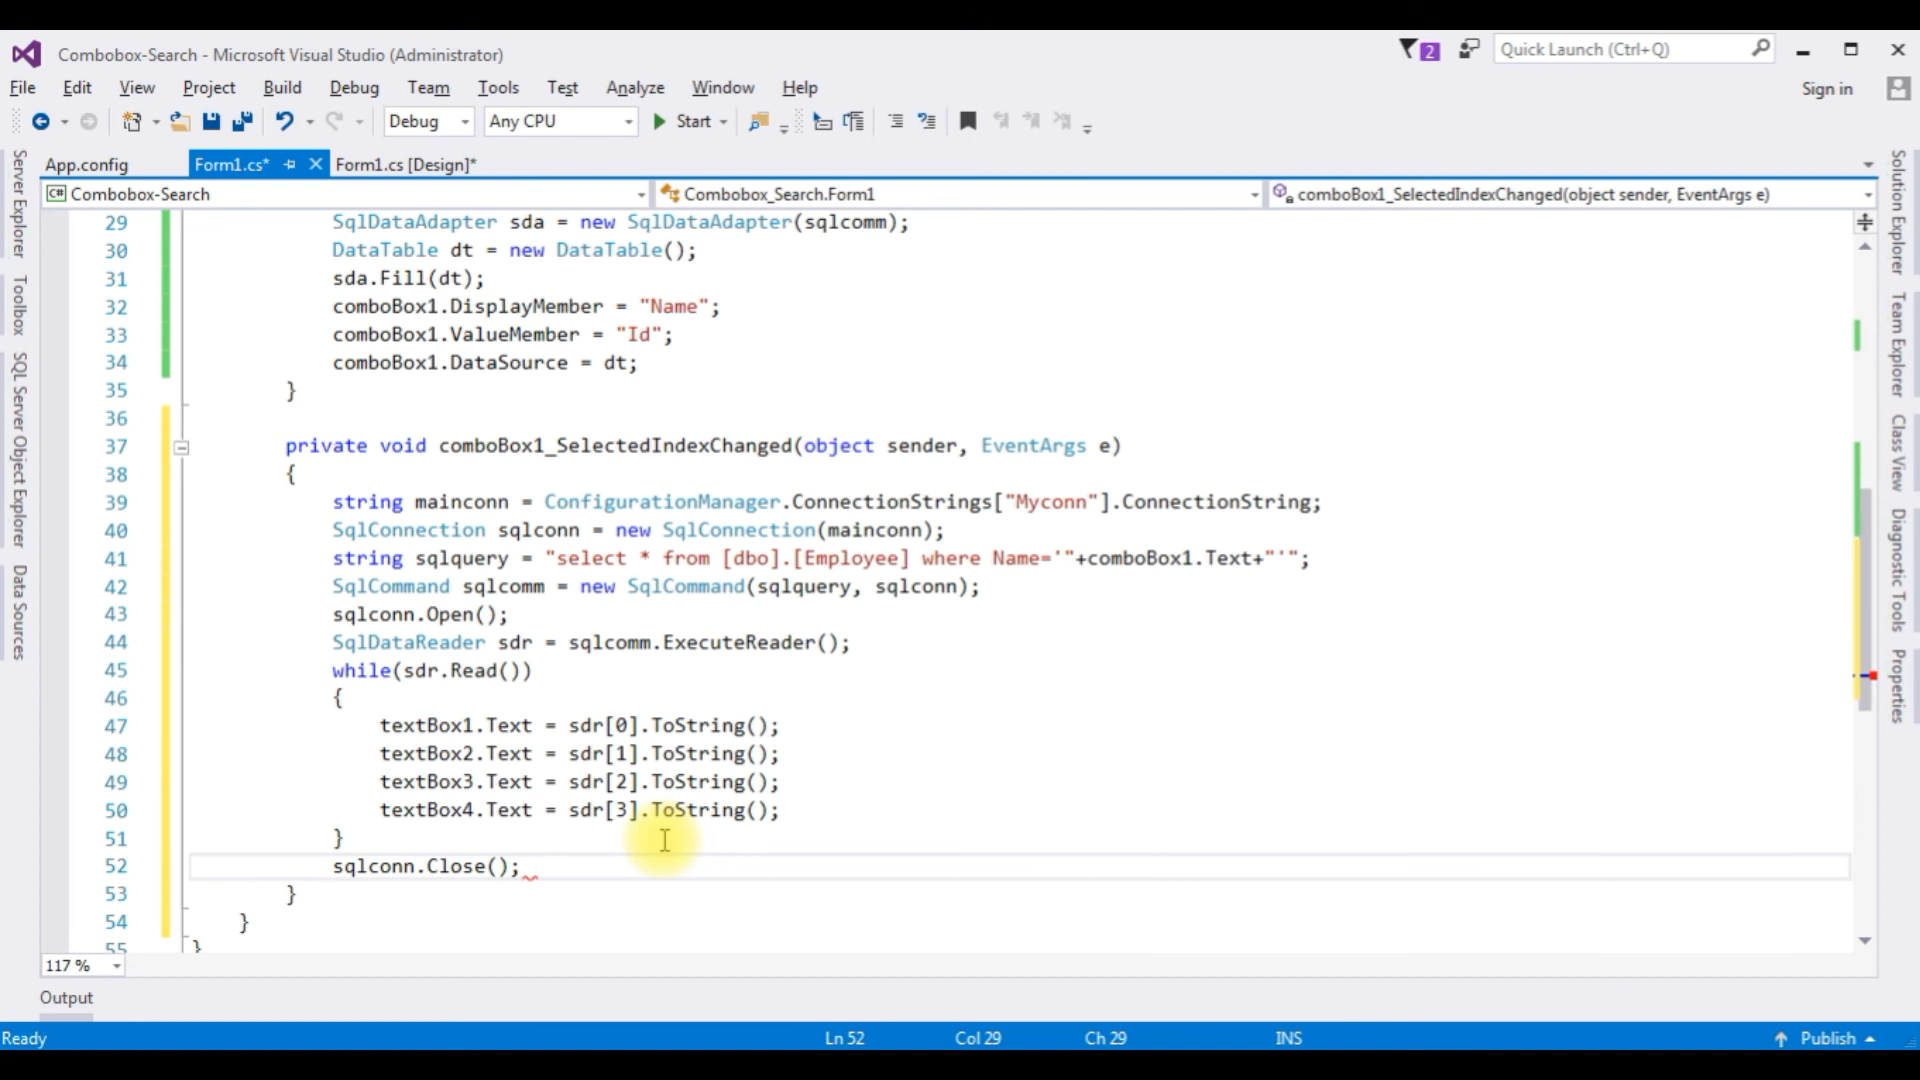 Combobox-Search - Microsoft Visual Studio (Administrator)
2
Quick Launch (Ctrl+Q)
File Edit View Project Build Debug Team Tools Test Analyze Window Help
Sign in
Debug Any CPU Start
App.config Form1.cs* Form1.cs [Design]*
C# Combobox-Search Combobox_Search.Form1 comboBox1_SelectedIndexChanged(object sender, EventArgs e)
29 SqlDataAdapter sda = new SqlDataAdapter(sqlcomm);
30 DataTable dt = new DataTable();
31 sda.Fill(dt);
32 comboBox1.DisplayMember = "Name";
33 comboBox1.ValueMember = "Id";
34 comboBox1.DataSource = dt;
35 }
36
37 private void comboBox1_SelectedIndexChanged(object sender, EventArgs e)
38 {
39 string mainconn = ConfigurationManager.ConnectionStrings["Myconn"].ConnectionString;
40 SqlConnection sqlconn = new SqlConnection(mainconn);
41 string sqlquery = "select * from [dbo].[Employee] where Name='"+comboBox1.Text+"'";
42 SqlCommand sqlcomm = new SqlCommand(sqlquery, sqlconn);
43 sqlconn.Open();
44 SqlDataReader sdr = sqlcomm.ExecuteReader();
45 while(sdr.Read())
46 {
47 textBox1.Text = sdr[0].ToString();
48 textBox2.Text = sdr[1].ToString();
49 textBox3.Text = sdr[2].ToString();
50 textBox4.Text = sdr[3].ToString();
51 }
52 sqlconn.Close();
53 }
54 }
55 }
117 %
Output
Ready Ln 52 Col 29 Ch 29 INS Publish
Server Explorer
Toolbox
SQL Server Object Explorer
Data Sources
Solution Explorer
Team Explorer
Class View
Diagnostic Tools
Properties